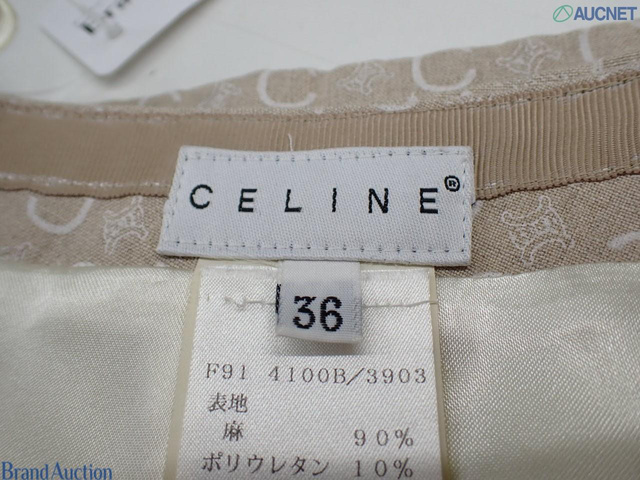 AUCNET
CELINE®
36
F91 4100B/3903
表地
麻 90%
ポリウレタン 10%
Brand Auction